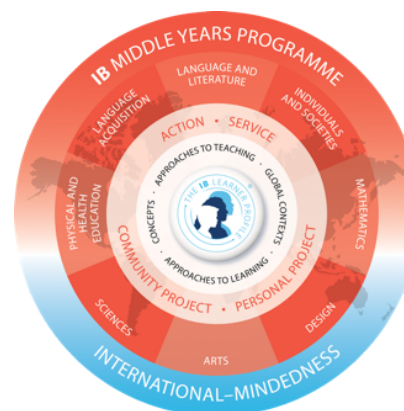 IB MIDDLE YEARS PROGRAMME
LANGUAGE AND
LITERATURE
LANGUAGE
ACQUISITION
INDIVIDUALS
AND SOCIETIES
PHYSICAL AND
HEALTH
EDUCATION
MATHEMATICS
SCIENCES
ARTS
DESIGN
ACTION • SERVICE
COMMUNITY PROJECT • PERSONAL PROJECT
APPROACHES TO TEACHING
CONCEPTS
GLOBAL CONTEXTS
APPROACHES TO LEARNING
THE IB LEARNER PROFILE
INTERNATIONAL–MINDEDNESS